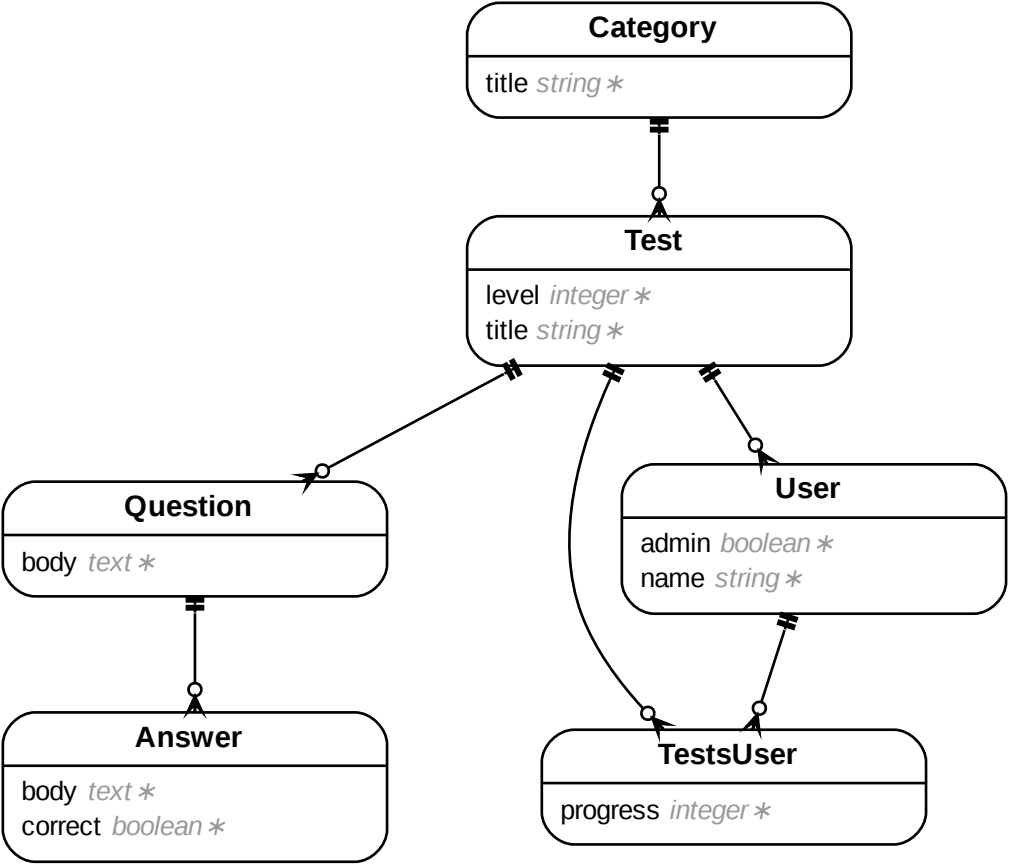 Category
title string ∗
Test
level integer ∗
title string ∗
Question
body text ∗
User
admin boolean ∗
name string ∗
Answer
body text ∗
correct boolean ∗
TestsUser
progress integer ∗